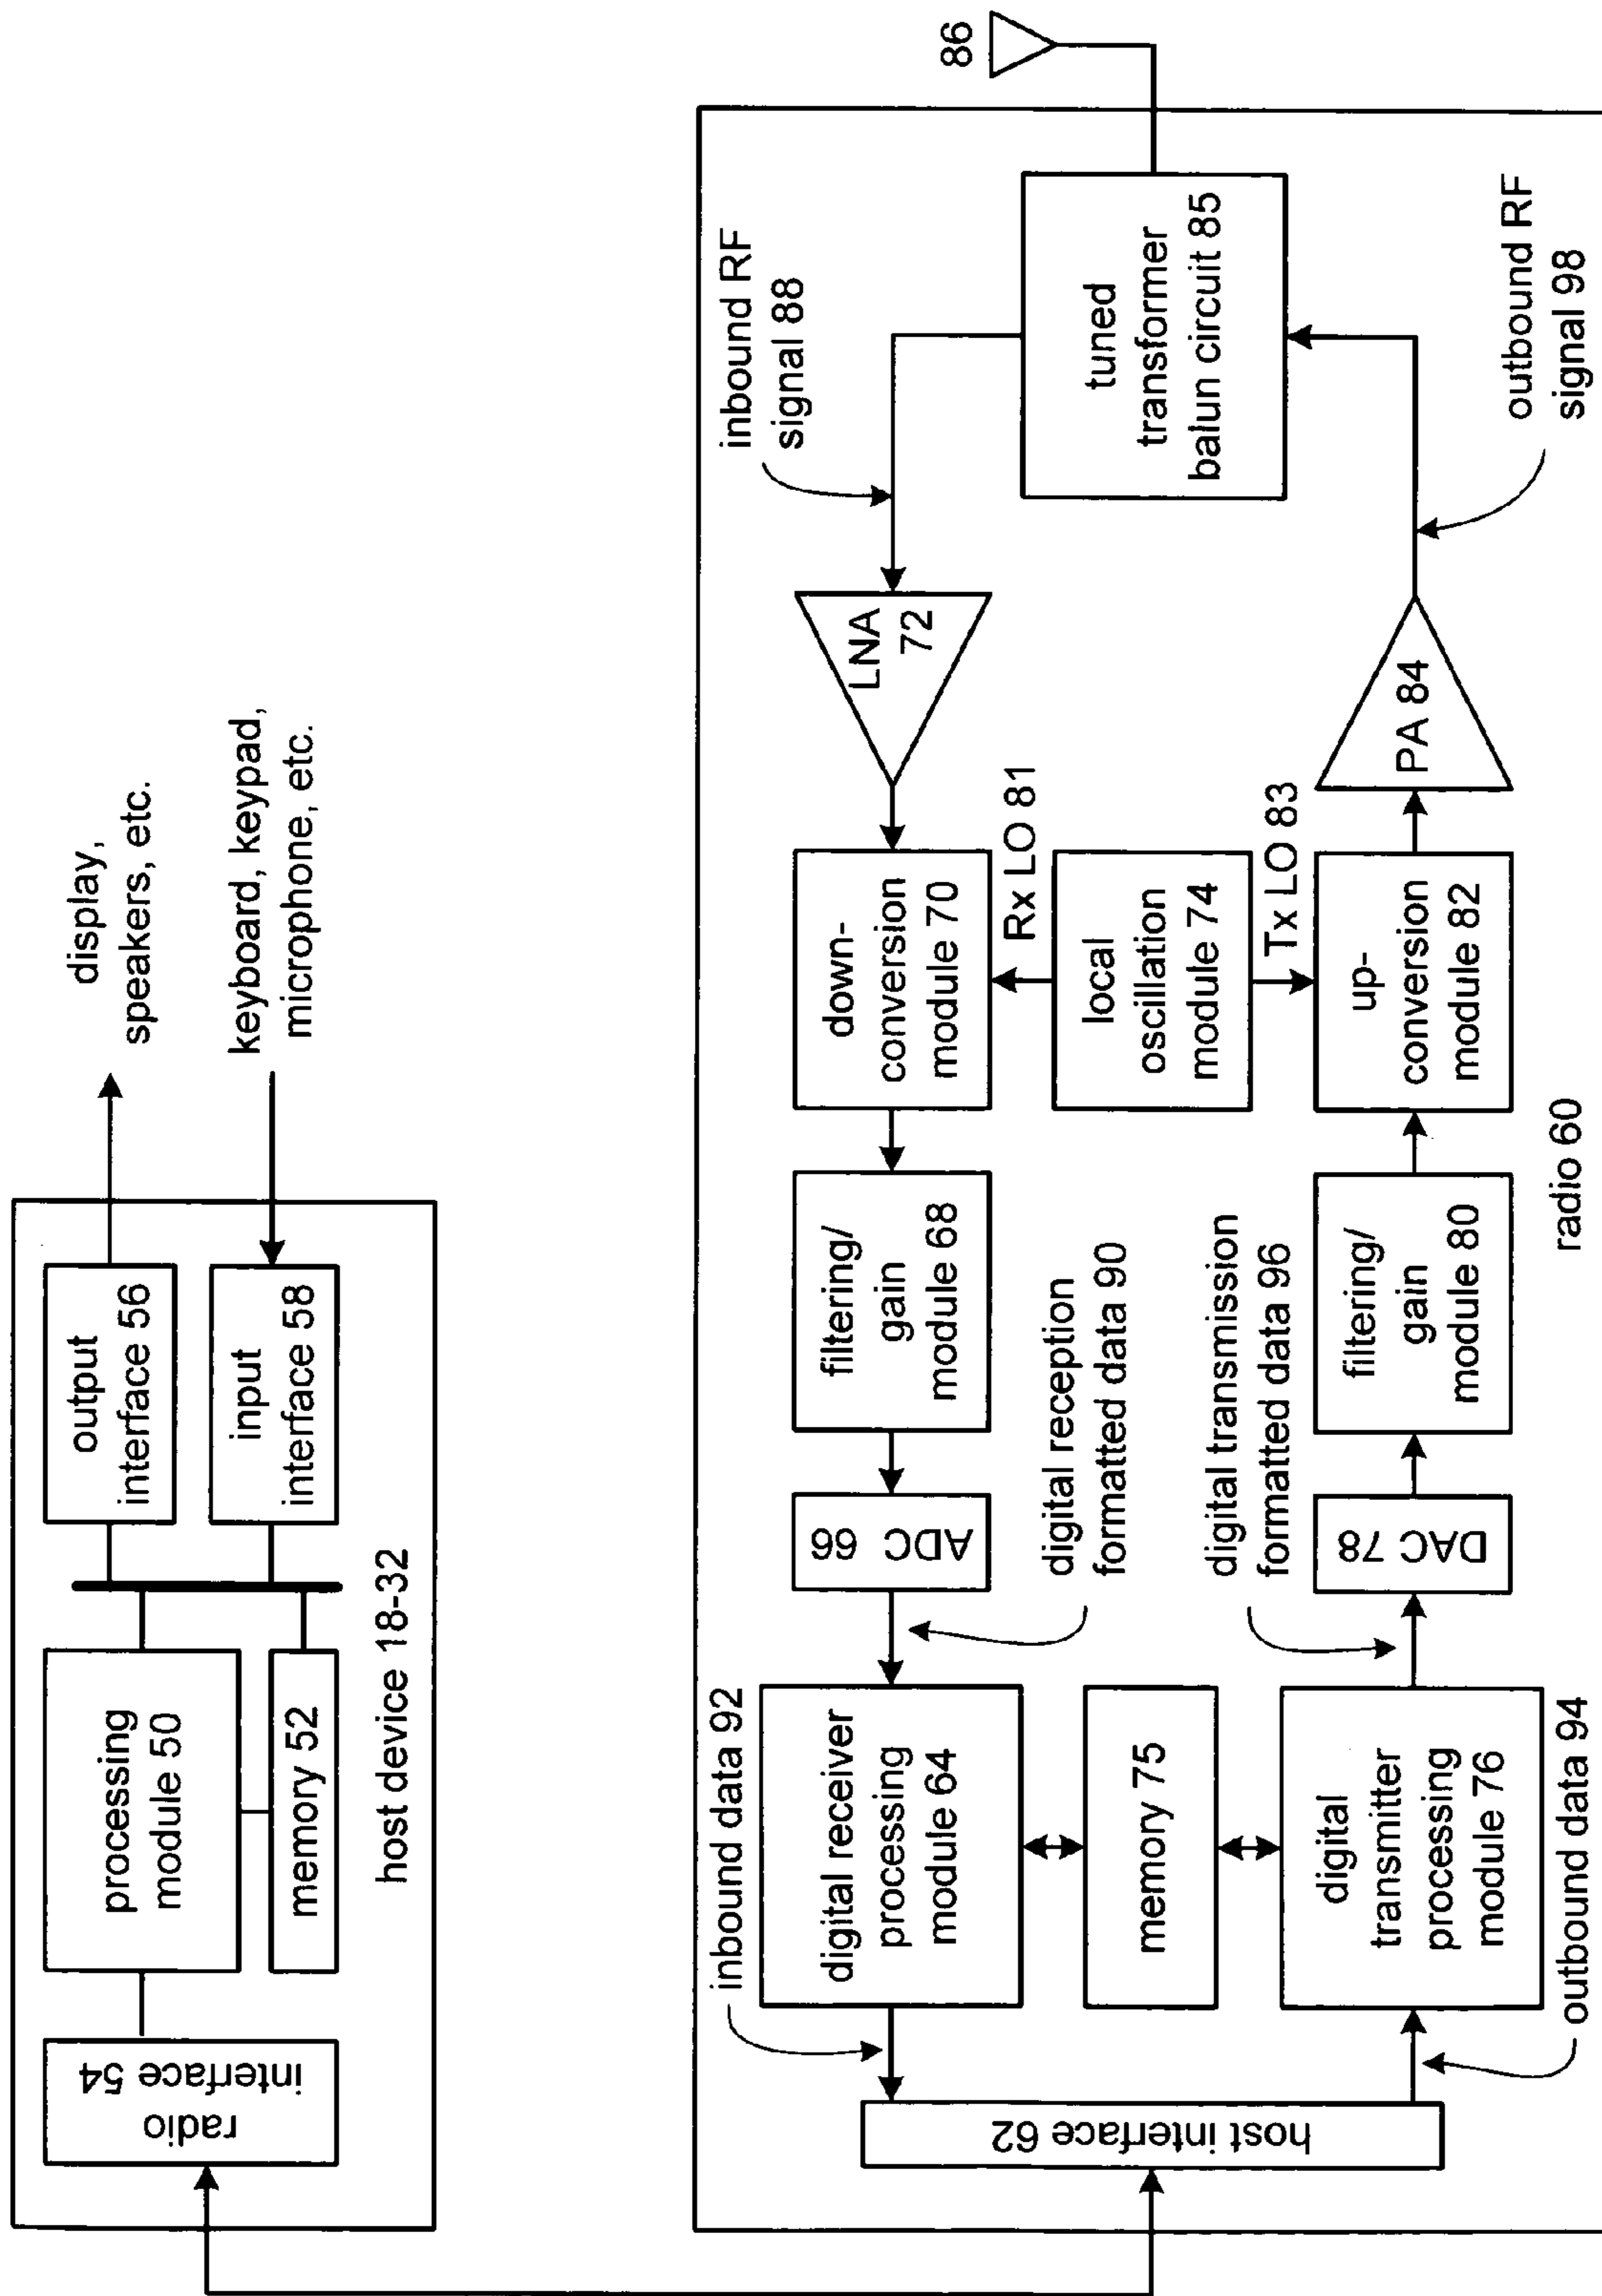 display,
speakers, etc.
keyboard, keypad,
microphone, etc.
output
interface 56
input
interface 58
processing
module 50
memory 52
radio
interface 54
host device 18-32
86
inbound RF
signal 88
tuned
transformer
balun circuit 85
outbound RF
signal 98
LNA
72
PA 84
down-
conversion
module 70
Rx LO 81
local
oscillation
module 74
Tx LO 83
up-
conversion
module 82
filtering/
gain
module 68
filtering/
gain
module 80
radio 60
ADC 66
digital reception
formatted data 90
digital transmission
formatted data 96
DAC 78
inbound data 92
digital receiver
processing
module 64
memory 75
digital
transmitter
processing
module 76
outbound data 94
host interface 62